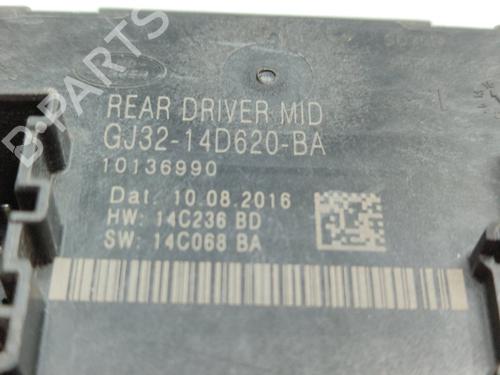 REAR DRIVER MID
GJ32-14D620-BA
10136990
Dat. 10.08.2016
HW: 14C236 BD
SW: 14C068 BA
B-PARTS